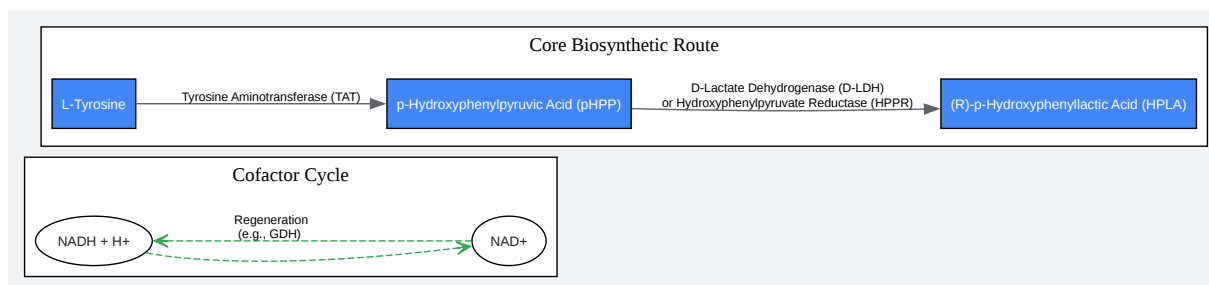 Core Biosynthetic Route
L-Tyrosine
Tyrosine Aminotransferase (TAT)
p-Hydroxyphenylpyruvic Acid (pHPP)
D-Lactate Dehydrogenase (D-LDH)
or Hydroxyphenylpyruvate Reductase (HPPR)
(R)-p-Hydroxyphenyllactic Acid (HPLA)
Cofactor Cycle
NADH + H+
Regeneration
(e.g., GDH)
NAD+